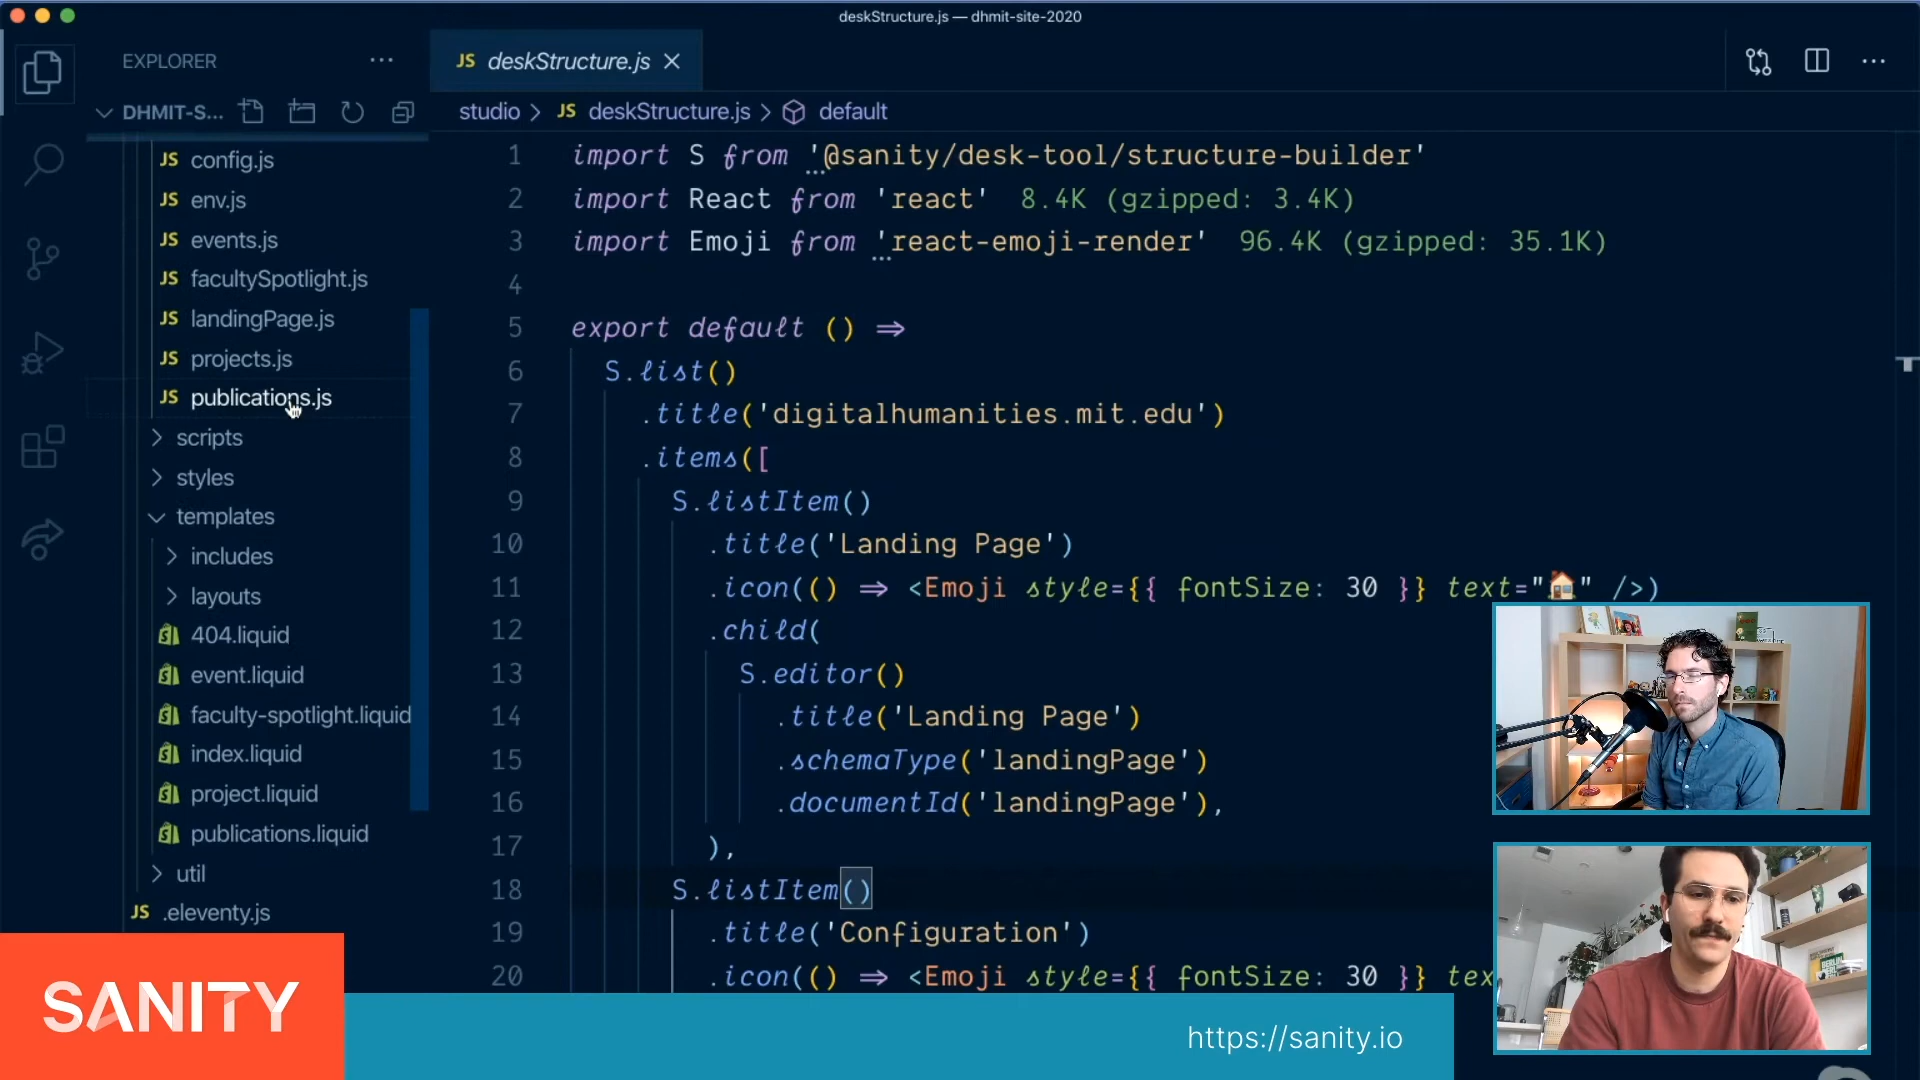 deskStructure.js — dhmit-site-2020
EXPLORER
DHMIT-S...
JS config.js
JS env.js
JS events.js
JS facultySpotlight.js
JS landingPage.js
JS projects.js
JS publications.js
scripts
styles
templates
includes
layouts
404.liquid
event.liquid
faculty-spotlight.liquid
index.liquid
project.liquid
publications.liquid
util
JS .eleventy.js
JS deskStructure.js
studio > JS deskStructure.js > default
1 import S from '@sanity/desk-tool/structure-builder'
2 import React from 'react' 8.4K (gzipped: 3.4K)
3 import Emoji from 'react-emoji-render' 96.4K (gzipped: 35.1K)
4
5 export default () ⇒
6 S.list()
7 .title('digitalhumanities.mit.edu')
8 .items([
9 S.listItem()
10 .title('Landing Page')
11 .icon(() ⇒ <Emoji style={{ fontSize: 30 }} text="🏠" />)
12 .child(
13 S.editor()
14 .title('Landing Page')
15 .schemaType('landingPage')
16 .documentId('landingPage'),
17 ),
18 S.listItem()
19 .title('Configuration')
20 .icon(() ⇒ <Emoji style={{ fontSize: 30 }} tex
SANITY
https://sanity.io